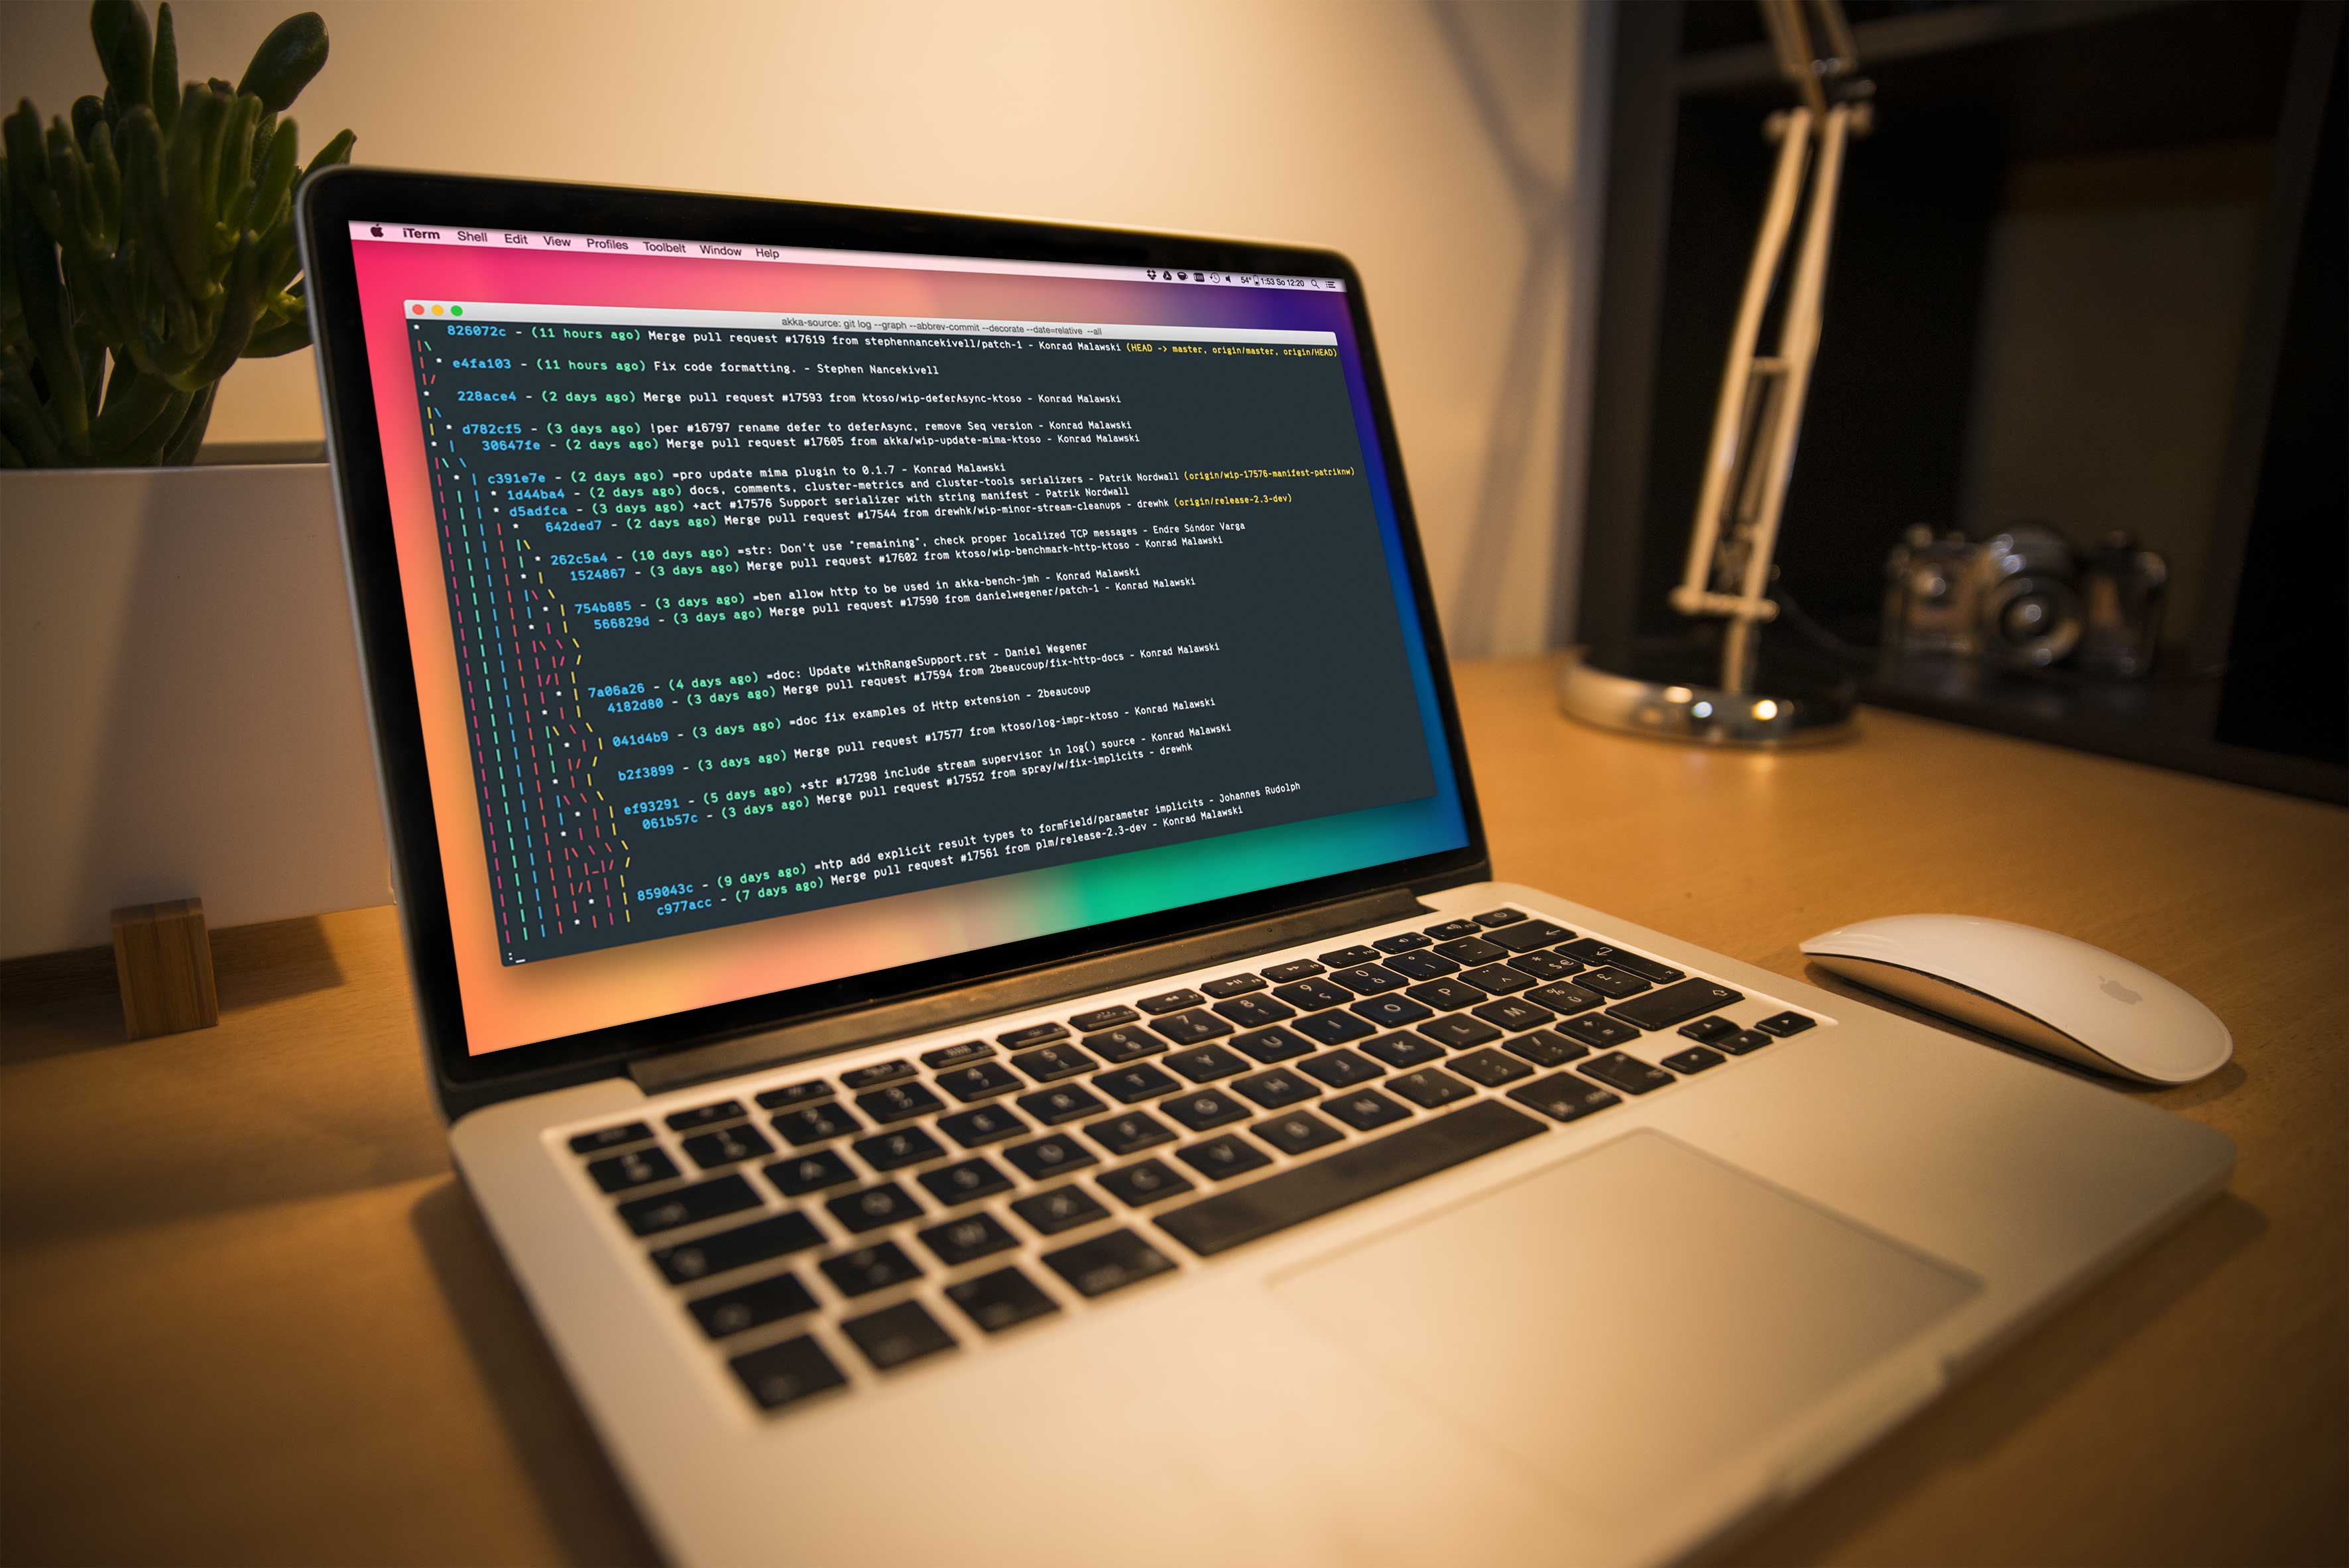 iTerm Shell Edit View Profiles Toolbelt Window Help
54° 1:53 So 12:20
akka-source: git log --graph --abbrev-commit --decorate --date=relative --all
* 826072c - (11 hours ago) Merge pull request #17619 from stephennancekivell/patch-1 - Konrad Malawski (HEAD -> master, origin/master, origin/HEAD)
* e4fa103 - (11 hours ago) Fix code formatting. - Stephen Nancekivell
* 228ace4 - (2 days ago) Merge pull request #17593 from ktoso/wip-deferAsync-ktoso - Konrad Malawski
* d782cf5 - (3 days ago) !per #16797 rename defer to deferAsync, remove Seq version - Konrad Malawski
* | 30647fe - (2 days ago) Merge pull request #17605 from akka/wip-update-mima-ktoso - Konrad Malawski
* | c391e7e - (2 days ago) =pro update mima plugin to 0.1.7 - Konrad Malawski
* 1d44ba4 - (2 days ago) docs, comments, cluster-metrics and cluster-tools serializers - Patrik Nordwall (origin/wip-17576-manifest-patriknw)
* d5adfca - (3 days ago) +act #17576 Support serializer with string manifest - Patrik Nordwall
* 642ded7 - (2 days ago) Merge pull request #17544 from drewhk/wip-minor-stream-cleanups - drewhk (origin/release-2.3-dev)
* 262c5a4 - (10 days ago) =str: Don't use "remaining", check proper localized TCP messages - Endre Sándor Varga
* | 1524867 - (3 days ago) Merge pull request #17602 from ktoso/wip-benchmark-http-ktoso - Konrad Malawski
* | 754b885 - (3 days ago) =ben allow http to be used in akka-bench-jmh - Konrad Malawski
* | | 566829d - (3 days ago) Merge pull request #17590 from danielwegener/patch-1 - Konrad Malawski
* | 7a06a26 - (4 days ago) =doc: Update withRangeSupport.rst - Daniel Wegener
* | | 4182d80 - (3 days ago) Merge pull request #17594 from 2beaucoup/fix-http-docs - Konrad Malawski
* | | 041d4b9 - (3 days ago) =doc fix examples of Http extension - 2beaucoup
* | | b2f3899 - (3 days ago) Merge pull request #17577 from ktoso/log-impr-ktoso - Konrad Malawski
* | | ef93291 - (5 days ago) +str #17298 include stream supervisor in log() source - Konrad Malawski
* | | | 061b57c - (3 days ago) Merge pull request #17552 from spray/w/fix-implicits - drewhk
* | | | 859043c - (9 days ago) =htp add explicit result types to formField/parameter implicits - Johannes Rudolph
* | | | c977acc - (7 days ago) Merge pull request #17561 from plm/release-2.3-dev - Konrad Malawski
:_